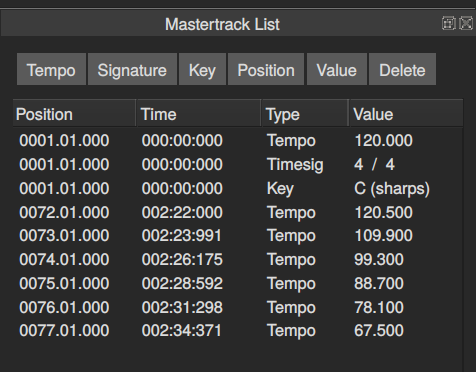 Mastertrack List
Tempo Signature Key Position Value Delete
Position Time Type Value
0001.01.000 000:00:000 Tempo 120.000
0001.01.000 000:00:000 Timesig 4 / 4
0001.01.000 000:00:000 Key C (sharps)
0072.01.000 002:22:000 Tempo 120.500
0073.01.000 002:23:991 Tempo 109.900
0074.01.000 002:26:175 Tempo 99.300
0075.01.000 002:28:592 Tempo 88.700
0076.01.000 002:31:298 Tempo 78.100
0077.01.000 002:34:371 Tempo 67.500